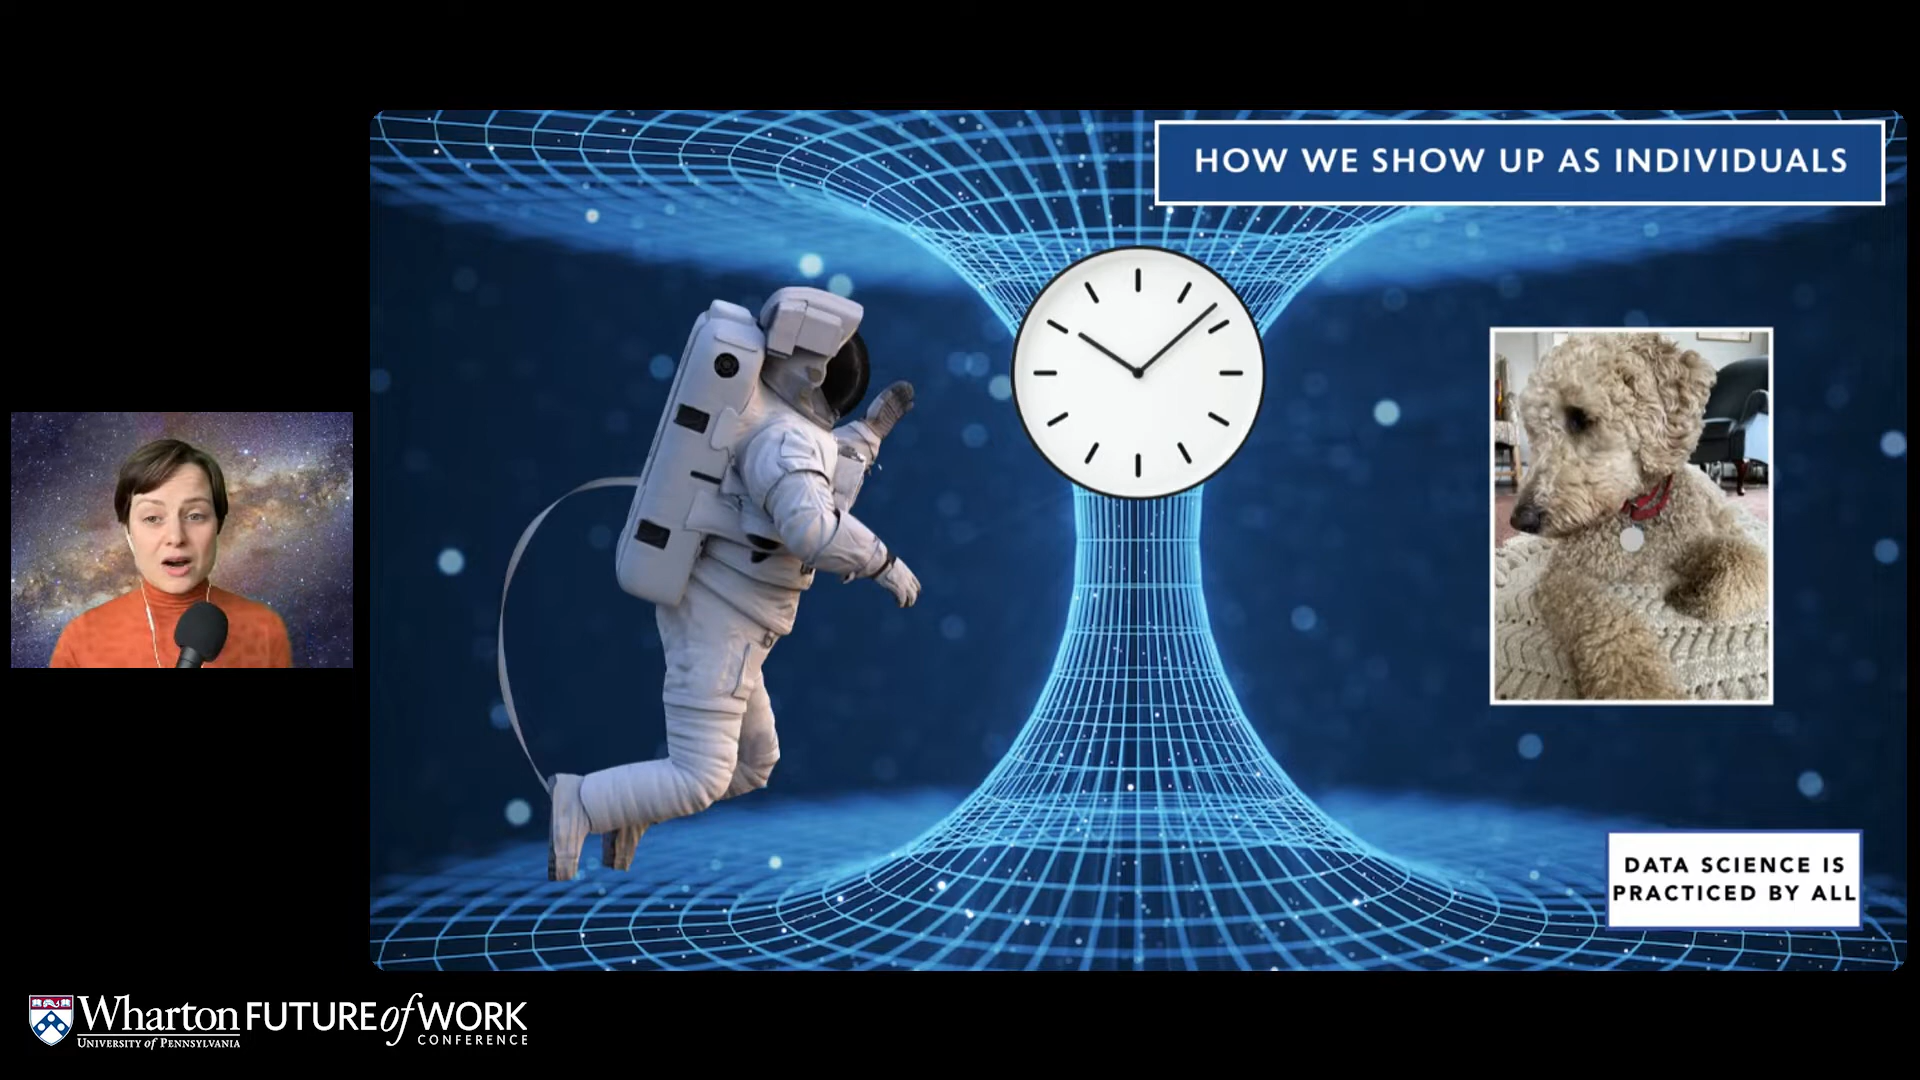 HOW WE SHOW UP AS INDIVIDUALS
DATA SCIENCE IS
PRACTICED BY ALL
Wharton FUTURE of WORK
UNIVERSITY of PENNSYLVANIA CONFERENCE